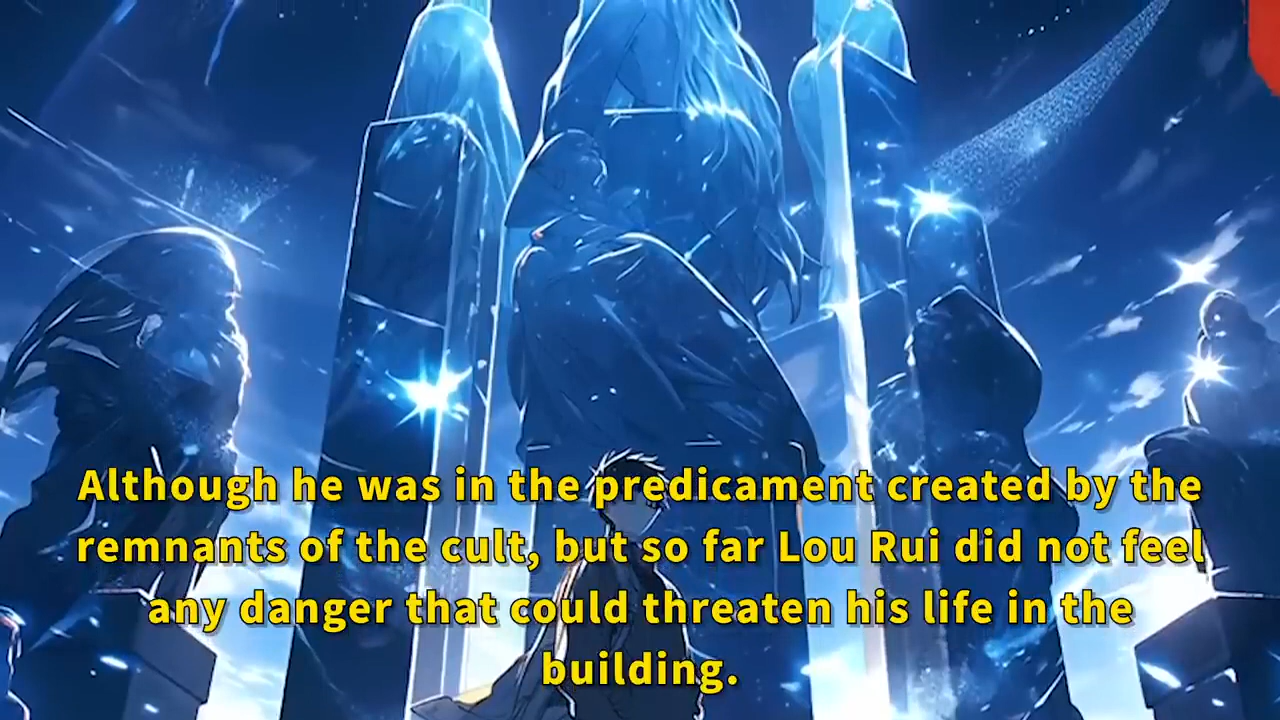 Although he was in the predicament created by the
remnants of the cult, but so far Lou Rui did not feel
any danger that could threaten his life in the
building.